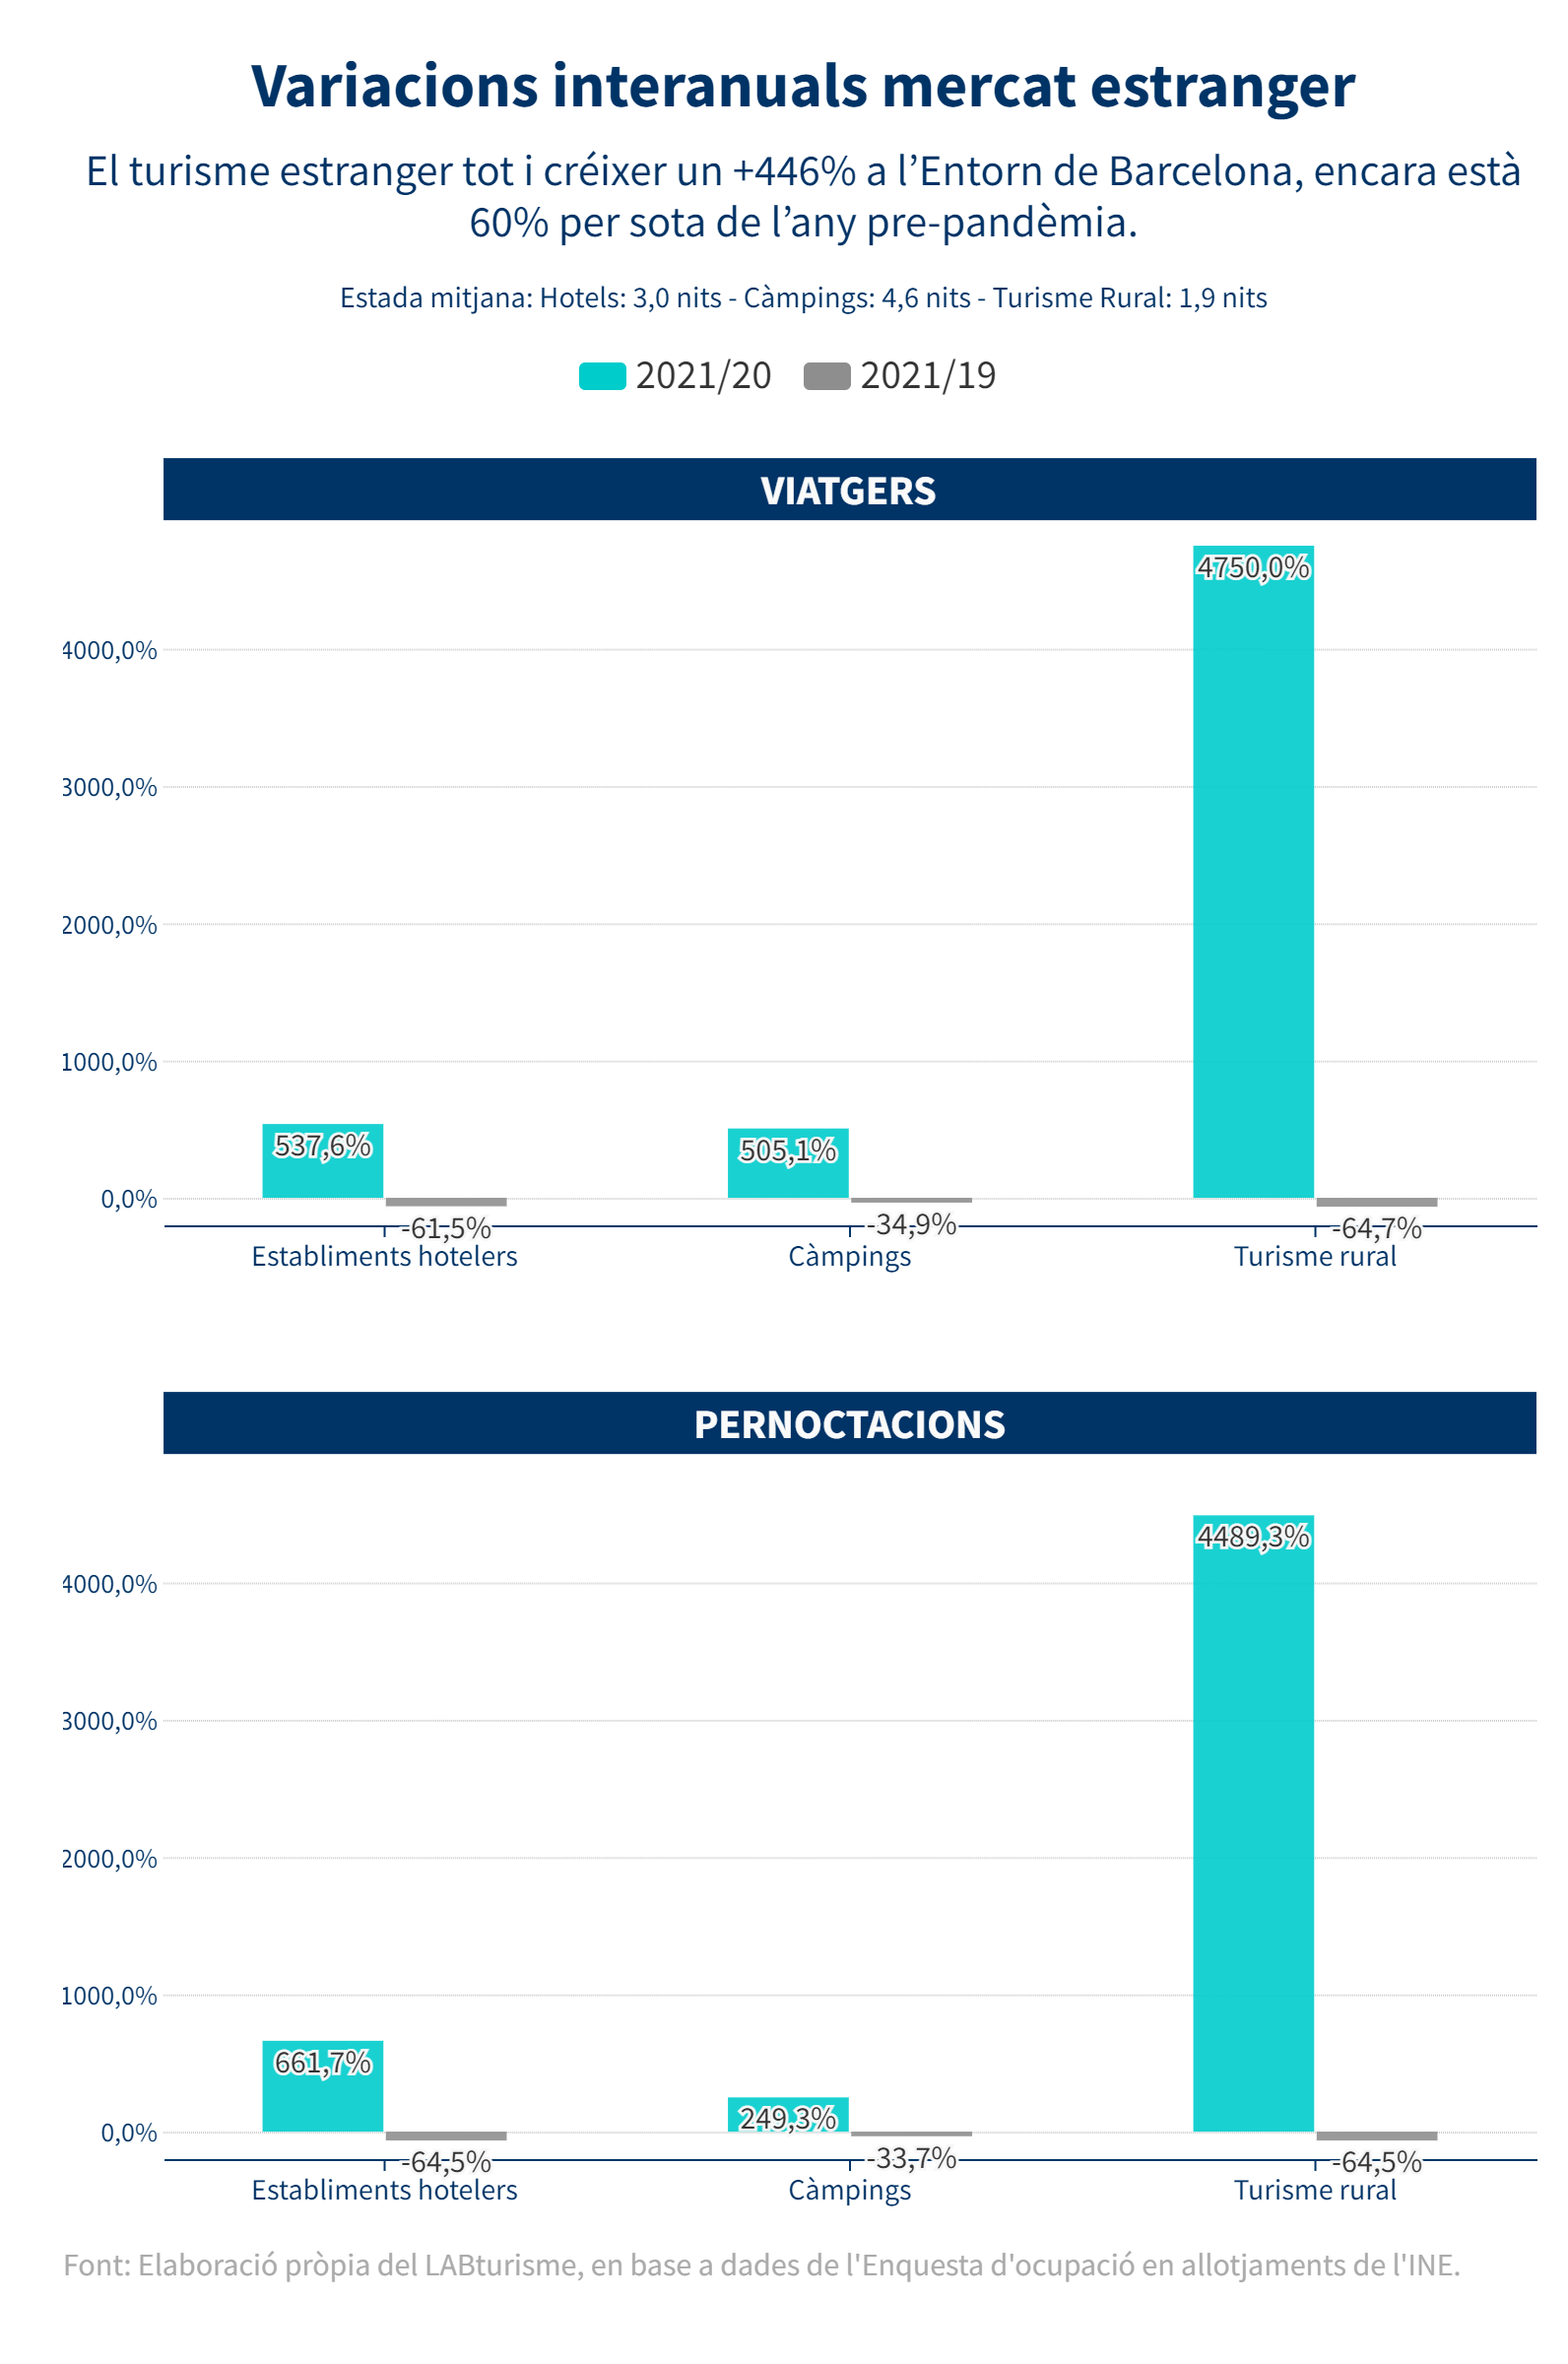 Variacions interanuals mercat estranger
El turisme estranger tot i créixer un +446% a l’Entorn de Barcelona, encara està
60% per sota de l’any pre-pandèmia.
Estada mitjana: Hotels: 3,0 nits - Càmpings: 4,6 nits - Turisme Rural: 1,9 nits
2021/20 2021/19
VIATGERS
4750,0%
4000,0%
3000,0%
2000,0%
1000,0%
537,6% 505,1%
0,0%
-61,5% -34,9% -64,7%
Establiments hotelers Càmpings Turisme rural
PERNOCTACIONS
4489,3%
4000,0%
3000,0%
2000,0%
1000,0%
661,7% 249,3%
0,0%
-64,5% -33,7% -64,5%
Establiments hotelers Càmpings Turisme rural
Font: Elaboració pròpia del LABturisme, en base a dades de l'Enquesta d'ocupació en allotjaments de l'INE.